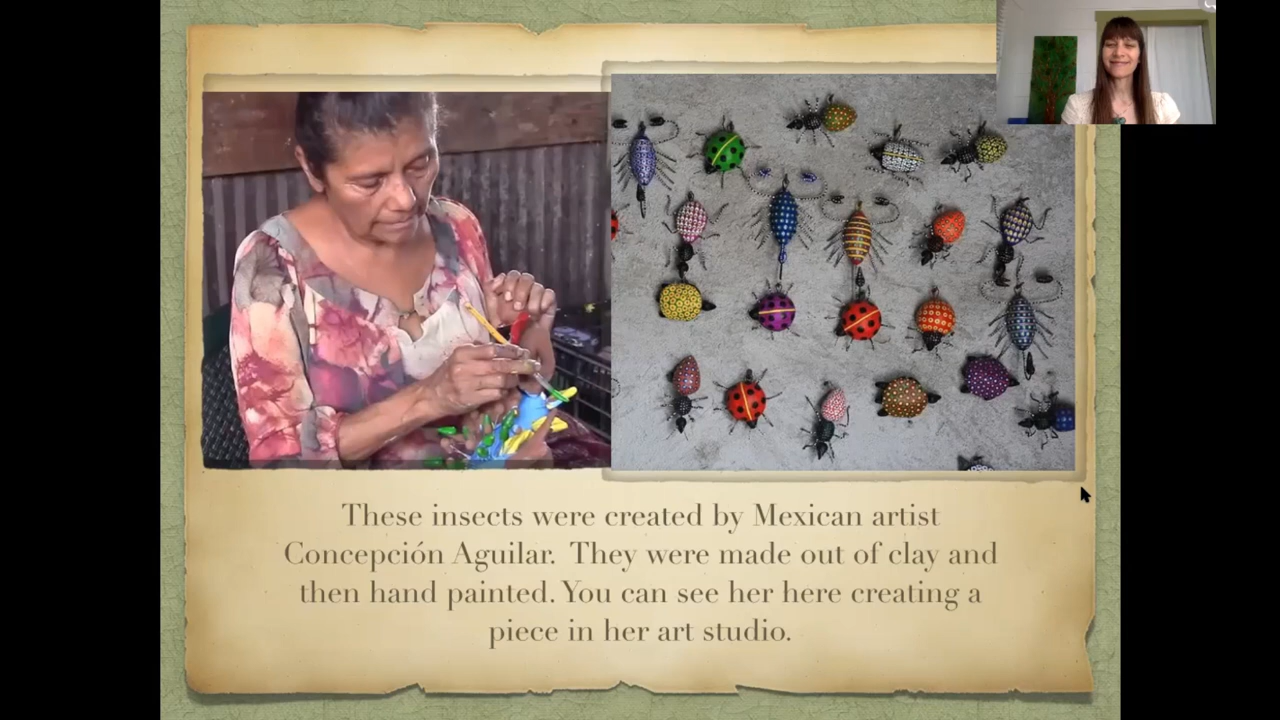 These insects were created by Mexican artist
Concepción Aguilar. They were made out of clay and
then hand painted. You can see her here creating a
piece in her art studio.